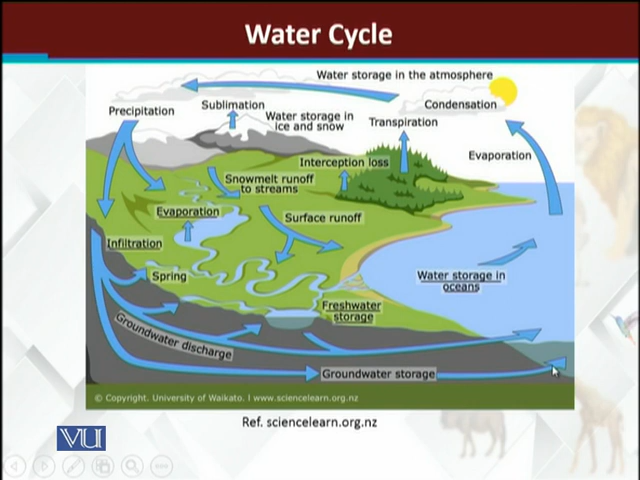 Water Cycle
Water storage in the atmosphere
Precipitation
Sublimation
Water storage in
ice and snow
Condensation
Transpiration
Evaporation
Interception loss
Snowmelt runoff
to streams
Evaporation
Surface runoff
Infiltration
Spring
Water storage in
oceans
Freshwater
storage
Groundwater discharge
Groundwater storage
© Copyright. University of Waikato. I www.sciencelearn.org.nz
VU
Ref. sciencelearn.org.nz